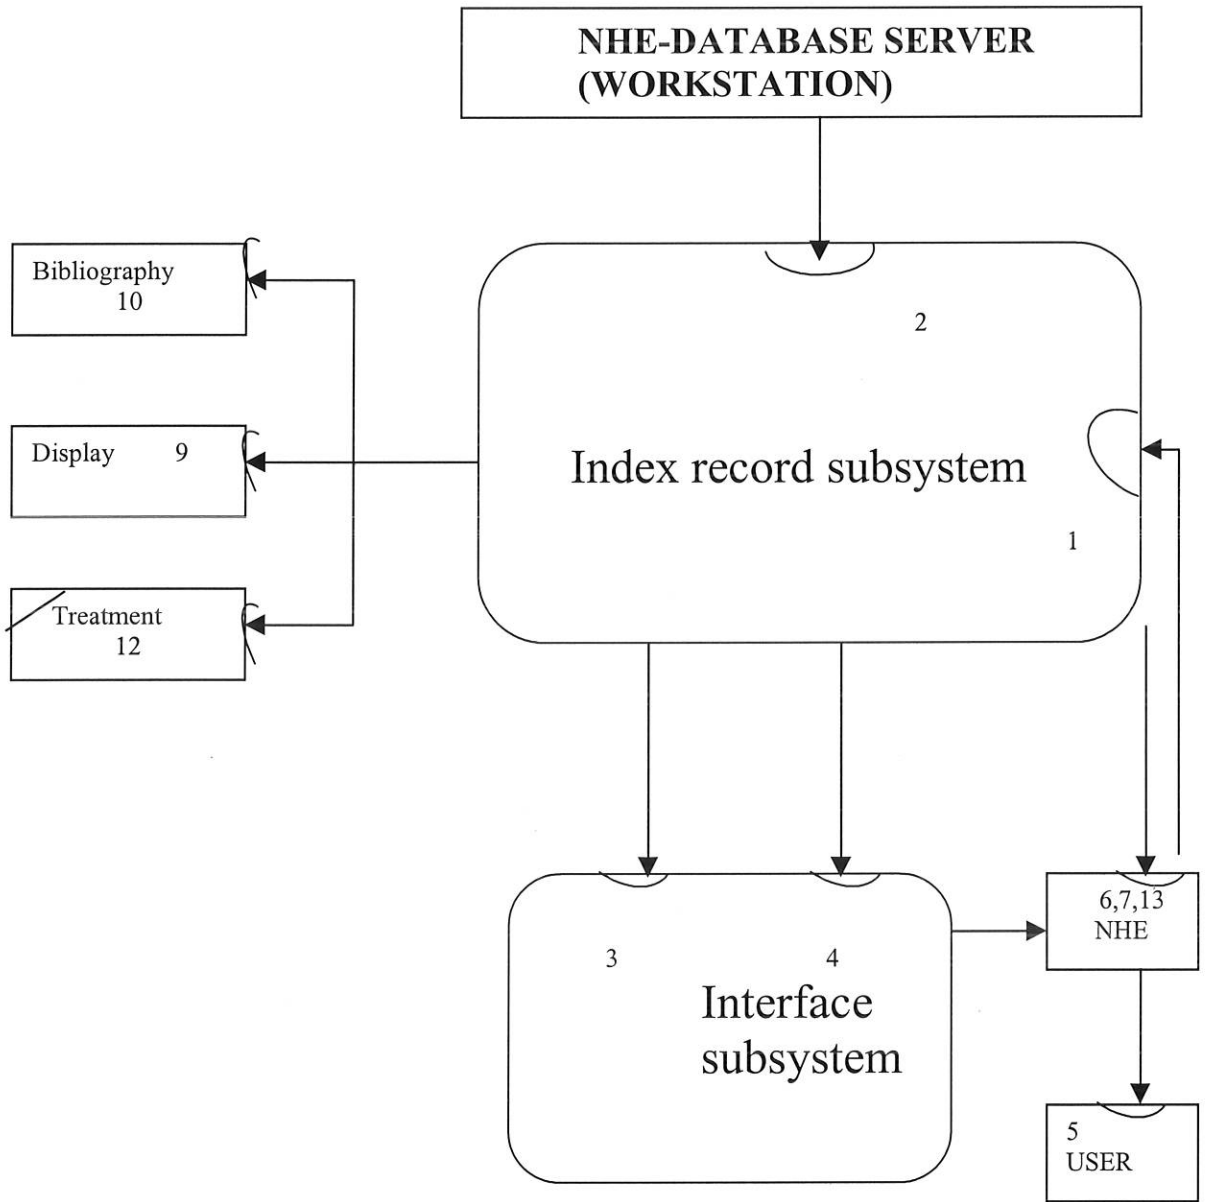 NHE-DATABASE SERVER
(WORKSTATION)
Bibliography
10
2
Display 9
Index record subsystem
1
Treatment
12
6,7,13
NHE
3 4
Interface
subsystem
5
USER